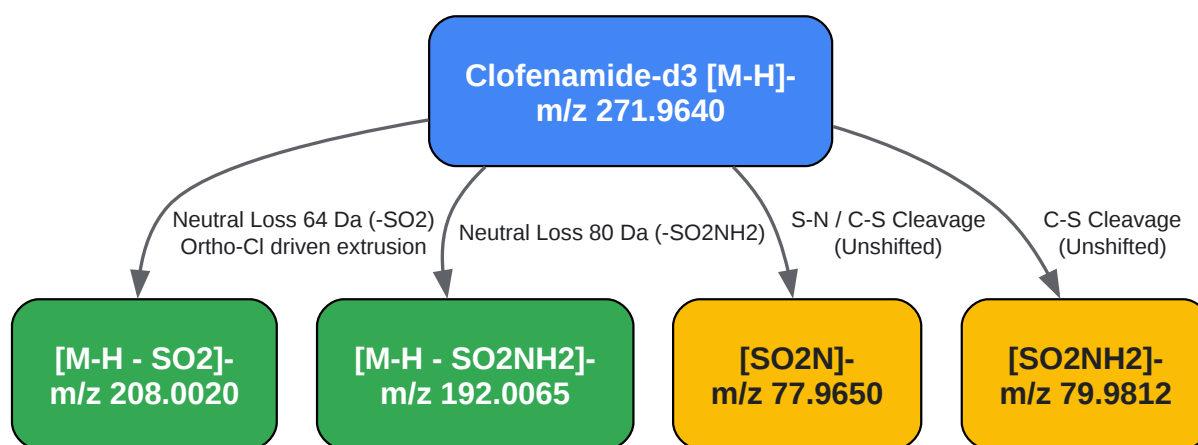 Clofenamide-d3 [M-H]-
m/z 271.9640
Neutral Loss 64 Da (-SO2)
Ortho-Cl driven extrusion
Neutral Loss 80 Da (-SO2NH2)
S-N / C-S Cleavage
(Unshifted)
C-S Cleavage
(Unshifted)
[M-H - SO2]-
m/z 208.0020
[M-H - SO2NH2]-
m/z 192.0065
[SO2N]-
m/z 77.9650
[SO2NH2]-
m/z 79.9812